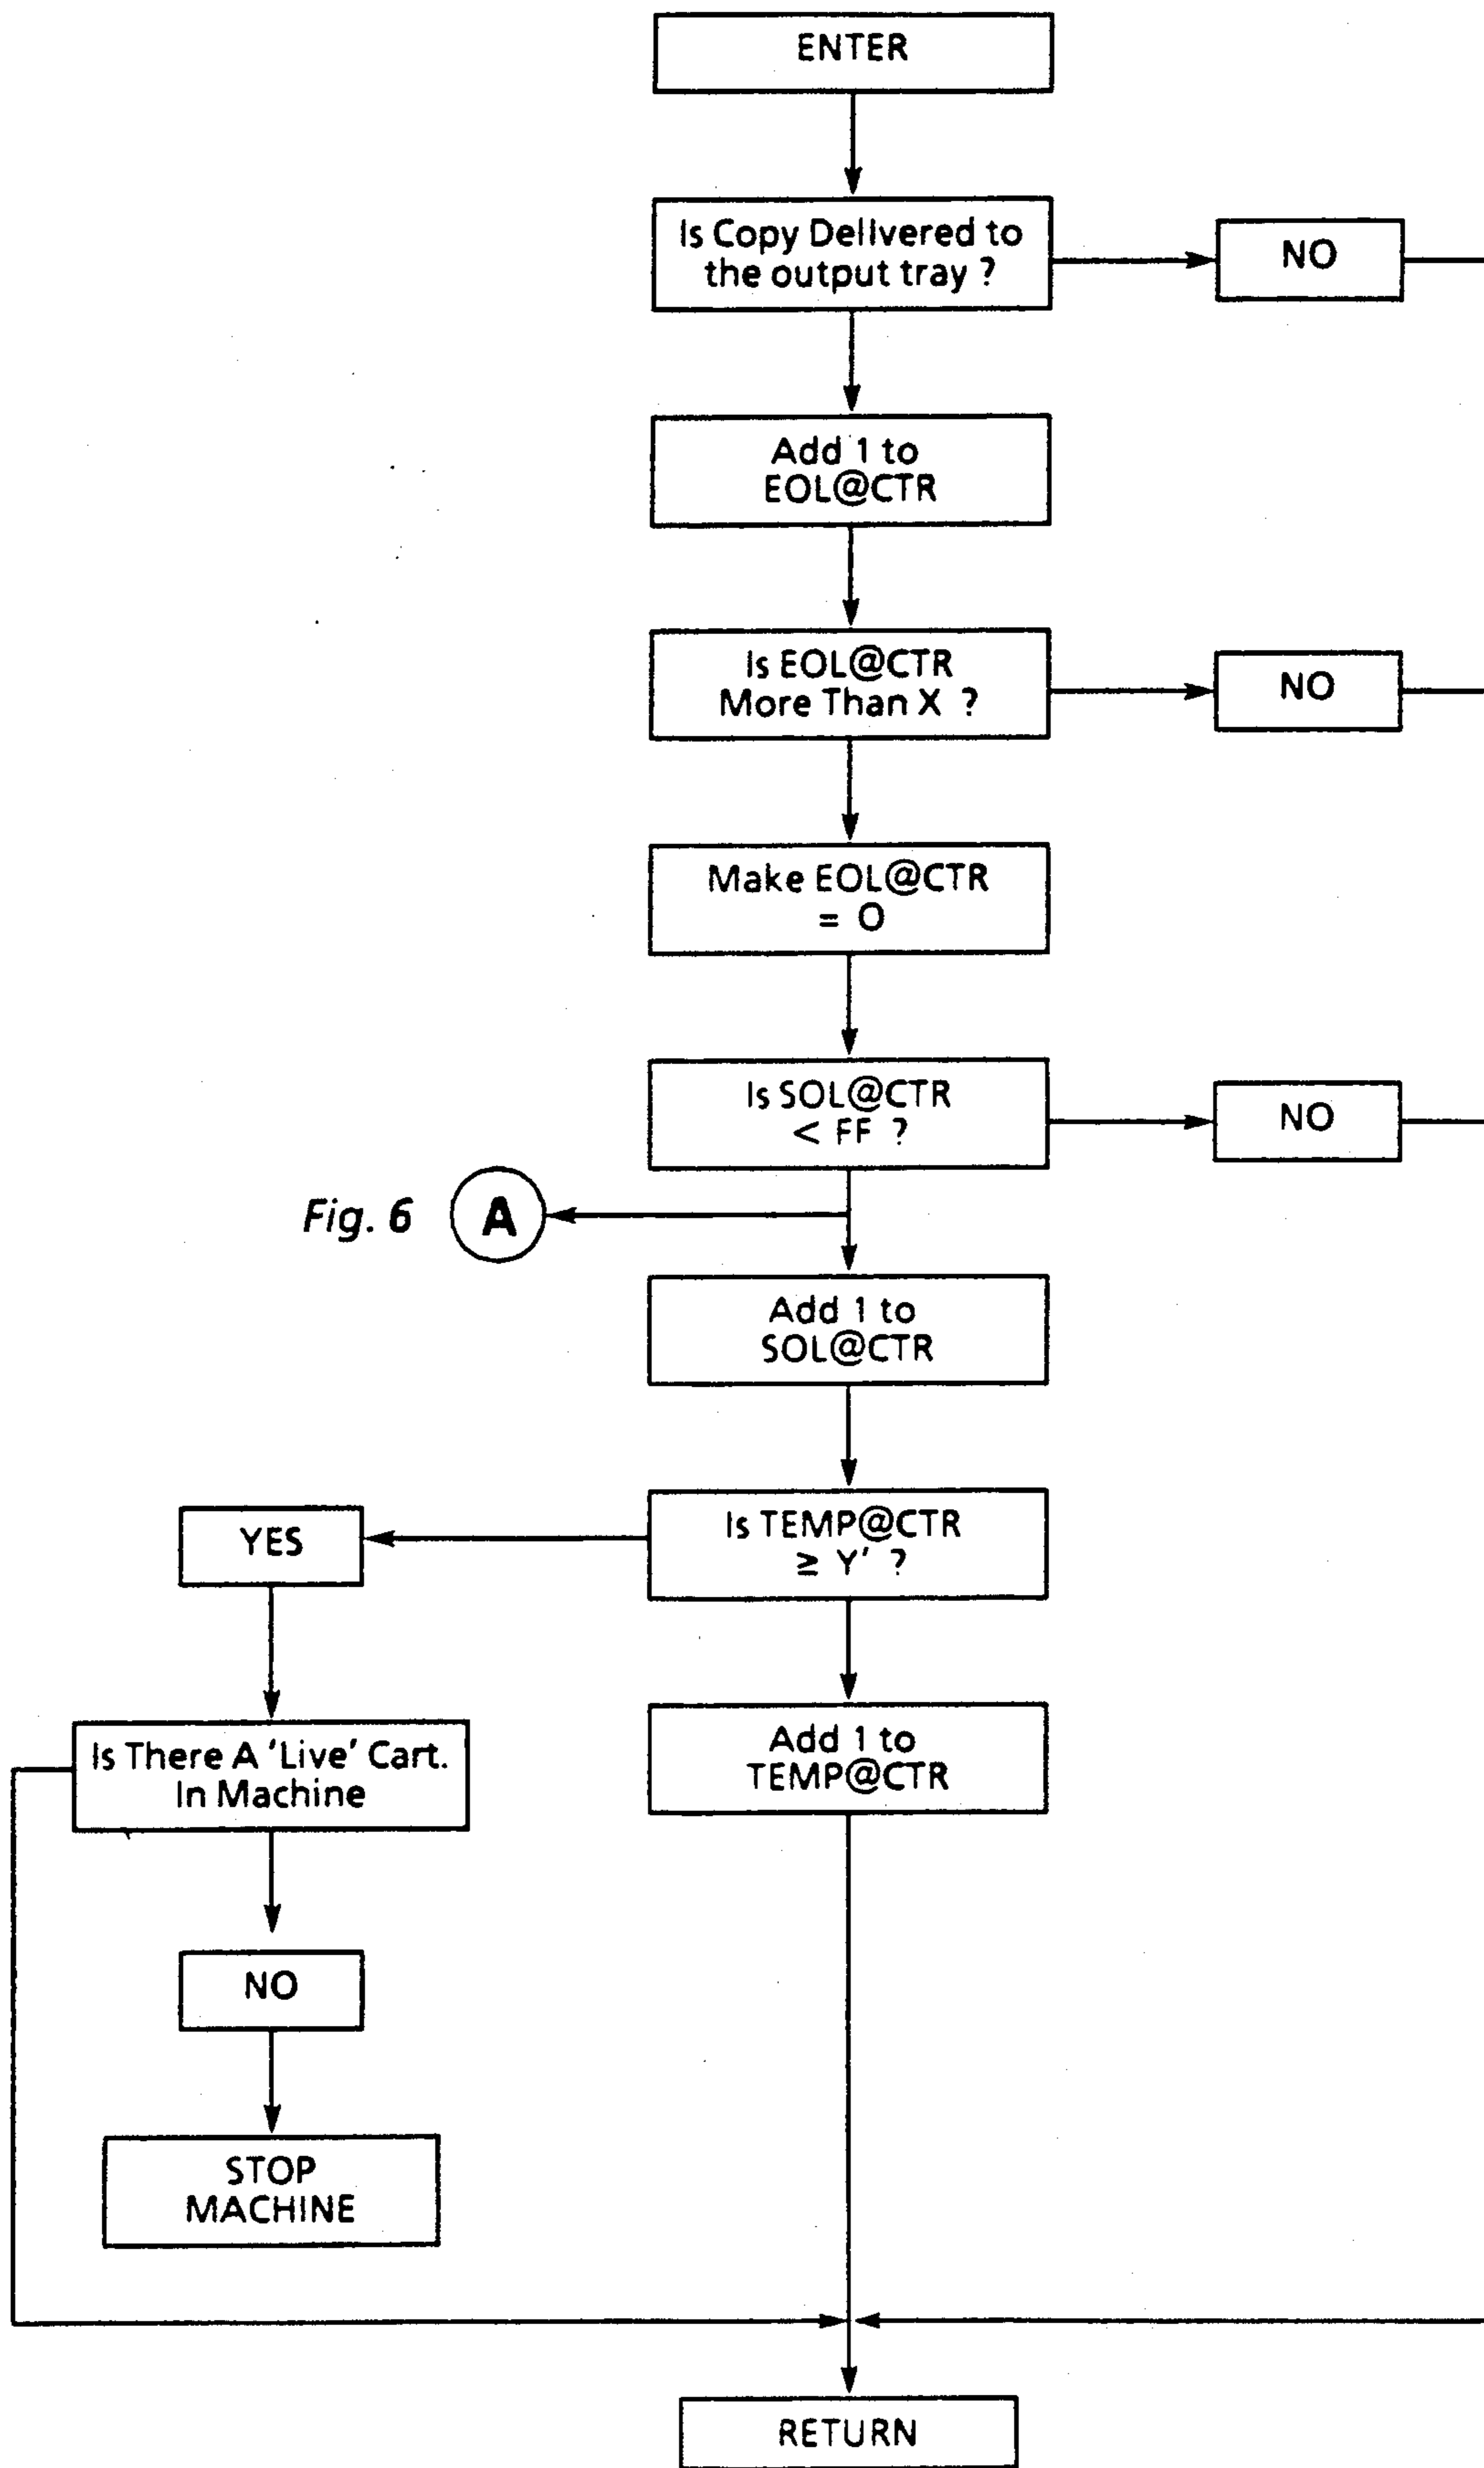 ENTER
Is Copy Delivered to
the output tray ?
NO
Add 1 to
EOL@CTR
Is EOL@CTR
More Than X ?
NO
Make EOL@CTR
= O
Is SOL@CTR
< FF ?
NO
Fig. 6
A
Add 1 to
SOL@CTR
Is TEMP@CTR
≥ Y' ?
YES
Is There A 'Live' Cart.
In Machine
Add 1 to
TEMP@CTR
NO
STOP
MACHINE
RETURN